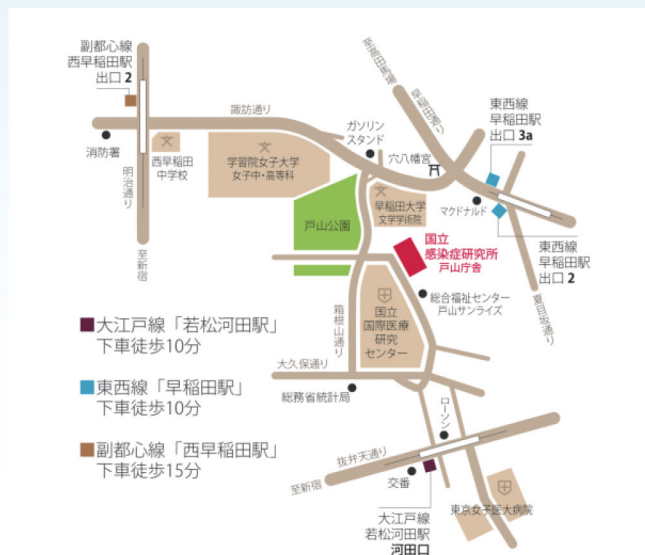 副都心線
西早稲田駅
出口 2
消防署
西早稲田
中学校
明治通り
至新宿
諏訪通り
学習院女子大学
女子中・高等科
ガソリン
スタンド
至高田馬場
早稲田通り
穴八幡宮
東西線
早稲田駅
出口 3a
早稲田大学
文学学術院
マクドナルド
戸山公園
国立
感染症研究所
戸山庁舎
東西線
早稲田駅
出口 2
夏目坂通り
総合福祉センター
戸山サンライズ
国立
国際医療
研究
センター
箱根山通り
大久保通り
総務省統計局
■大江戸線「若松河田駅」
下車徒歩10分
■東西線「早稲田駅」
下車徒歩10分
■副都心線「西早稲田駅」
下車徒歩15分
ローソン
抜弁天通り
至新宿
交番
大江戸線
若松河田駅
河田口
東京女子医大病院